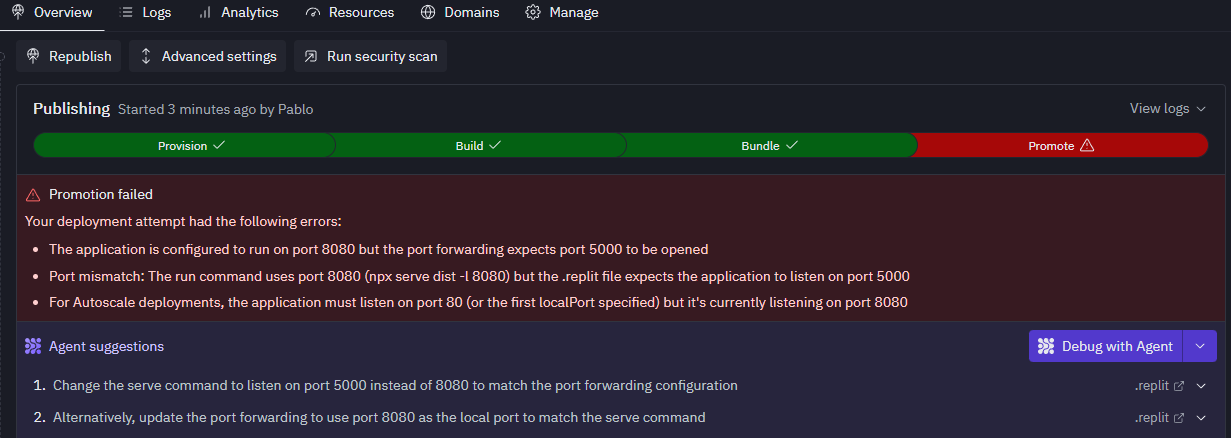 Overview Logs Analytics Resources Domains Manage
Republish Advanced settings Run security scan
Publishing Started 3 minutes ago by Pablo View logs
Provision Build Bundle Promote
Promotion failed
Your deployment attempt had the following errors:
• The application is configured to run on port 8080 but the port forwarding expects port 5000 to be opened
• Port mismatch: The run command uses port 8080 (npx serve dist -l 8080) but the .replit file expects the application to listen on port 5000
• For Autoscale deployments, the application must listen on port 80 (or the first localPort specified) but it's currently listening on port 8080
Agent suggestions Debug with Agent
1. Change the serve command to listen on port 5000 instead of 8080 to match the port forwarding configuration .replit
2. Alternatively, update the port forwarding to use port 8080 as the local port to match the serve command .replit